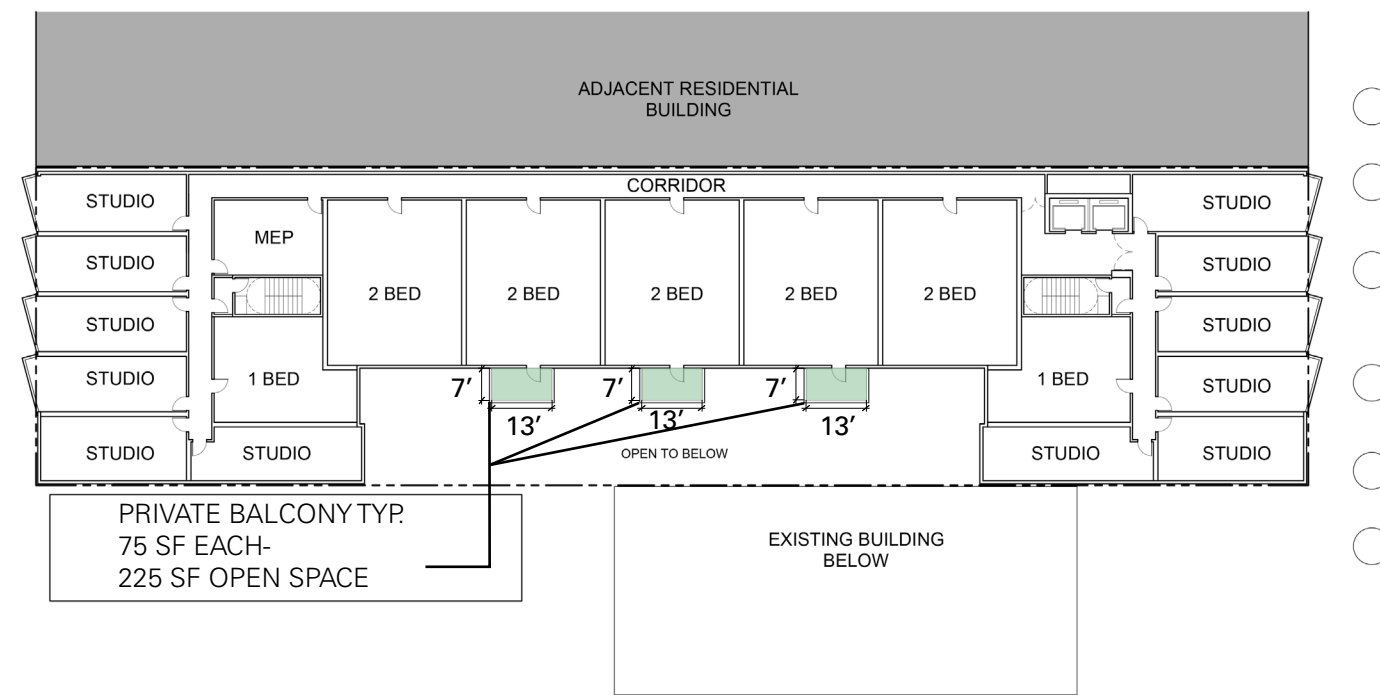 ADJACENT RESIDENTIAL
BUILDING
CORRIDOR
STUDIO
STUDIO
MEP
STUDIO
STUDIO
2 BED
2 BED
2 BED
2 BED
2 BED
STUDIO
STUDIO
STUDIO
1 BED
1 BED
STUDIO
7’
7’
7’
13’
13’
13’
STUDIO
STUDIO
OPEN TO BELOW
STUDIO
STUDIO
PRIVATE BALCONY TYP.
75 SF EACH-
225 SF OPEN SPACE
EXISTING BUILDING
BELOW